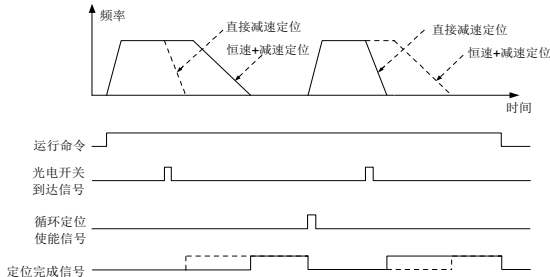 频率
直接减速定位
恒速+减速定位
直接减速定位
恒速+减速定位
时间
运行命令
光电开关
到达信号
循环定位
使能信号
定位完成信号